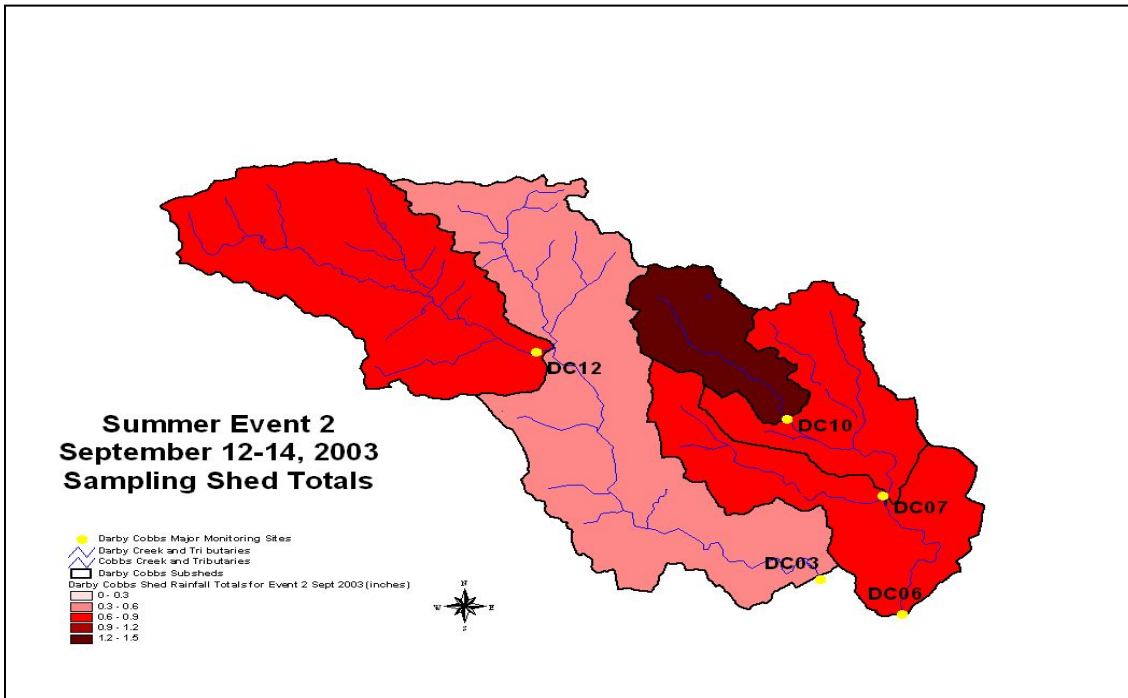 DC12
DC10
DC07
DC03
DC06
Summer Event 2
September 12-14, 2003
Sampling Shed Totals
Darby Cobbs Major Monitoring Sites
Darby Creek and Tributaries
Cobbs Creek and Tributaries
Darby Cobbs Subsheds
Darby Cobbs Shed Rainfall Totals for Event 2 Sept 2003 (inches)
0 - 0.3
0.3 - 0.6
0.6 - 0.9
0.9 - 1.2
1.2 - 1.5
N
W E
S